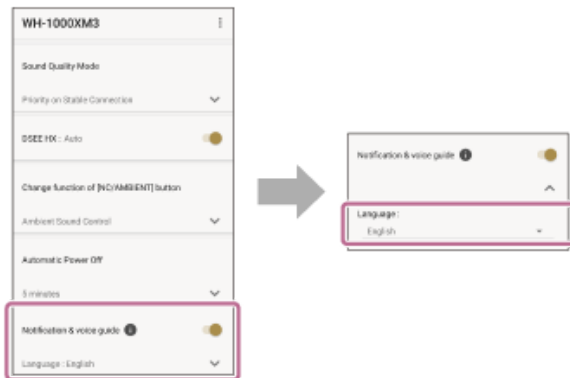 WH-1000XM3
Sound Quality Mode
Priority on Stable Connection
DSEE HX : Auto
Change function of [NC/AMBIENT] button
Ambient Sound Control
Automatic Power Off
5 minutes
Notification & voice guide
Language : English
Notification & voice guide
Language :
English